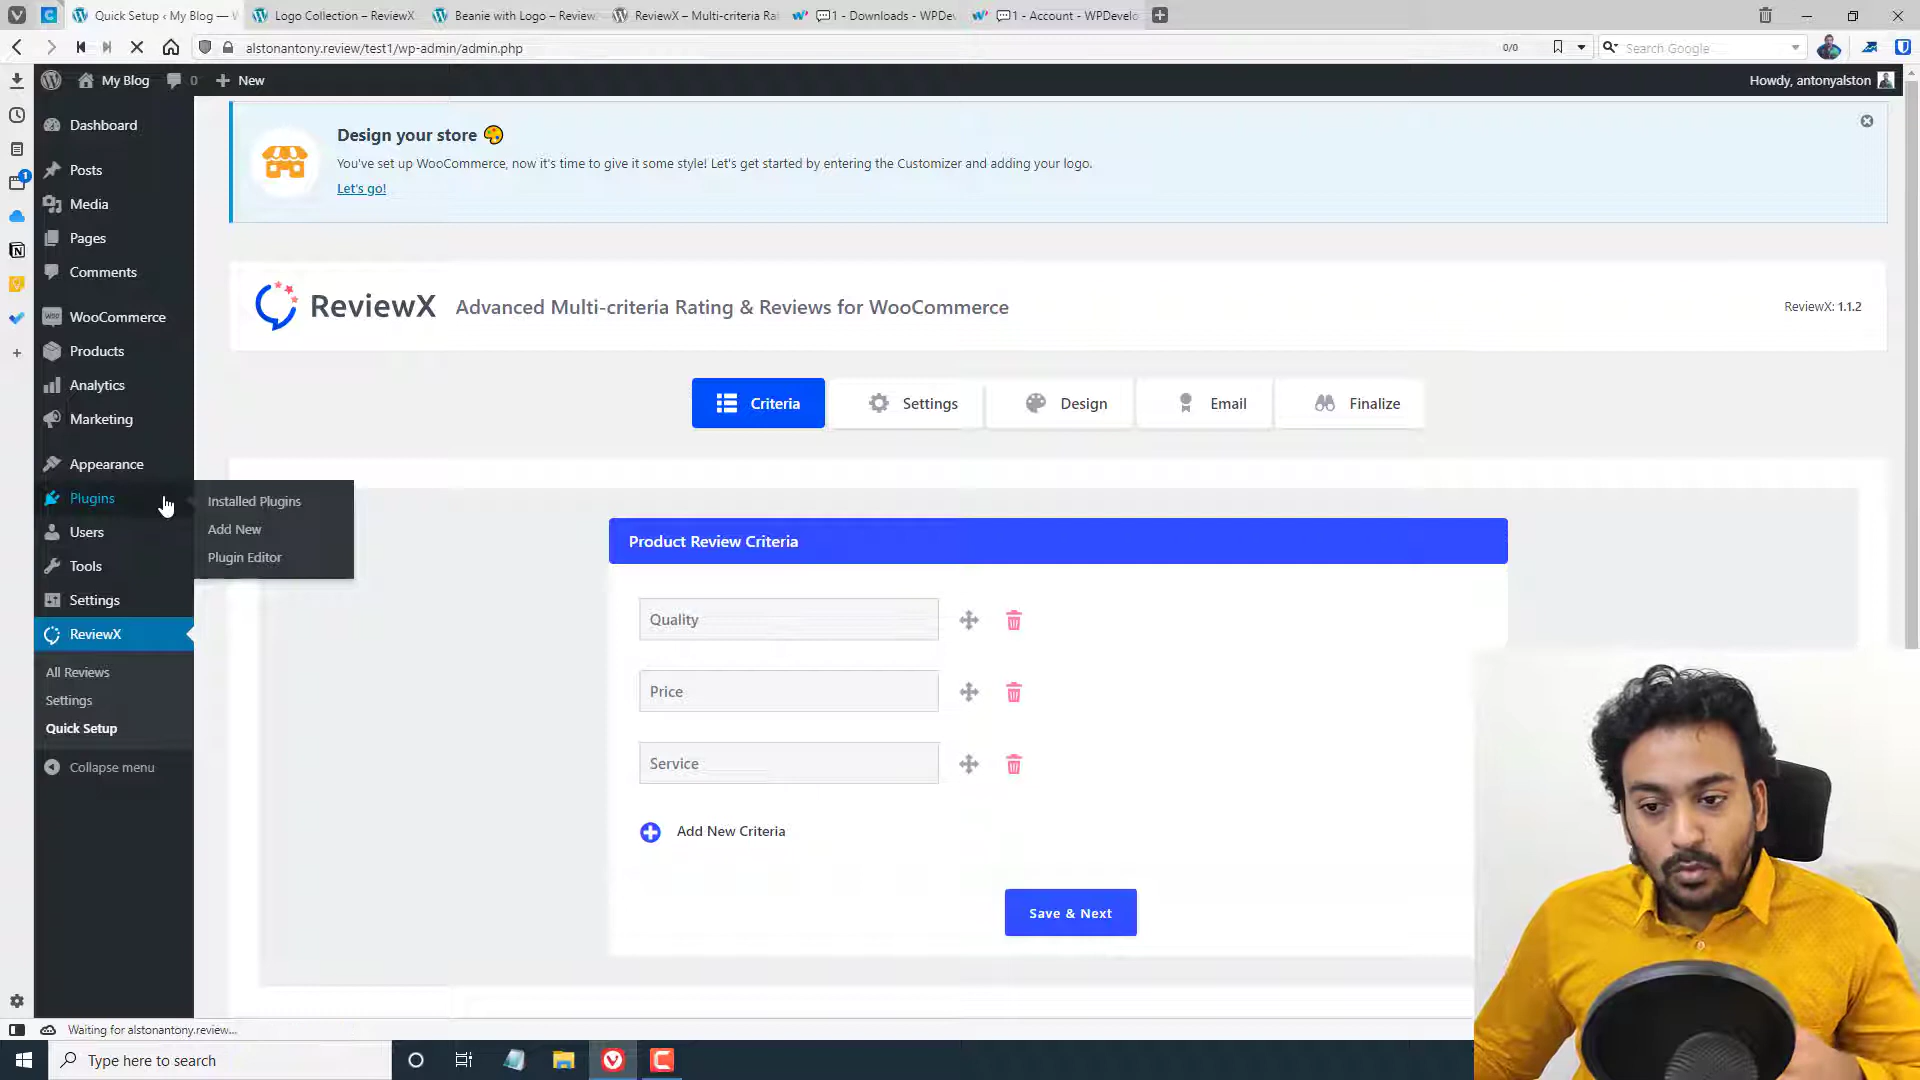 Quick Setup ‹ My Blog — W
Logo Collection – ReviewX
Beanie with Logo – Review
ReviewX – Multi-criteria Rat
1 - Downloads - WPDev
1 - Account - WPDevelo
alstonantony.review/test1/wp-admin/admin.php
0/0
Search Google
My Blog
0
New
Howdy, antonyalston
Dashboard
Posts
Media
Pages
Comments
WooCommerce
Products
Analytics
Marketing
Appearance
Plugins
Installed Plugins
Add New
Plugin Editor
Users
Tools
Settings
ReviewX
All Reviews
Settings
Quick Setup
Collapse menu
Design your store
You've set up WooCommerce, now it's time to give it some style! Let's get started by entering the Customizer and adding your logo.
Let's go!
ReviewX
Advanced Multi-criteria Rating & Reviews for WooCommerce
ReviewX: 1.1.2
Criteria
Settings
Design
Email
Finalize
Product Review Criteria
Quality
Price
Service
Add New Criteria
Save & Next
Waiting for alstonantony.review...
Type here to search